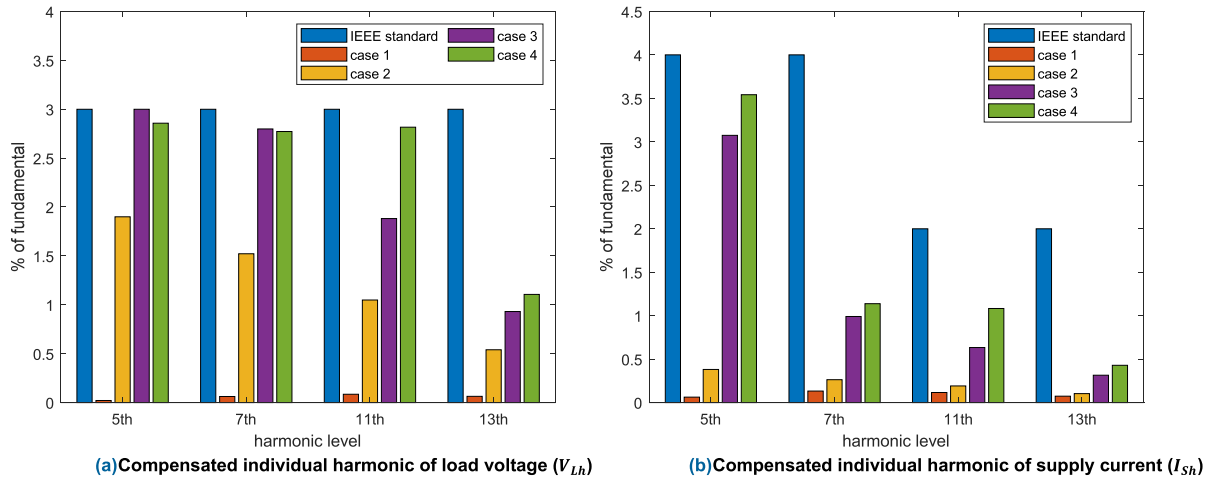 4
3.5
3
2.5
2
1.5
1
0.5
0
% of fundamental
IEEE standard
case 1
case 2
case 3
case 4
5th
7th
11th
13th
harmonic level
(a)Compensated individual harmonic of load voltage (V_{Lh})
4.5
4
3.5
3
2.5
2
1.5
1
0.5
0
% of fundamental
IEEE standard
case 1
case 2
case 3
case 4
5th
7th
11th
13th
harmonic level
(b)Compensated individual harmonic of supply current (I_{Sh})